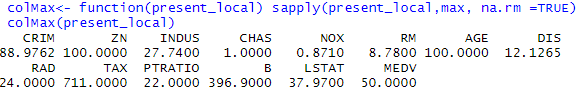 colMax<- function(present_local) sapply(present_local,max, na.rm =TRUE)
colMax(present_local)
CRIM ZN INDUS CHAS NOX RM AGE DIS
88.9762 100.0000 27.7400 1.0000 0.8710 8.7800 100.0000 12.1265
RAD TAX PTRATIO B LSTAT MEDV
24.0000 711.0000 22.0000 396.9000 37.9700 50.0000